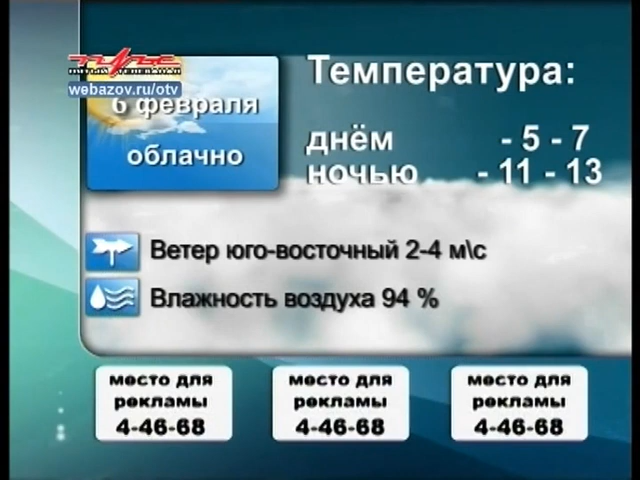 Пульс
webazov.ru/otv
6 февраля
облачно
Температура:
днём - 5 - 7
ночью - 11 - 13
Ветер юго-восточный 2-4 м\с
Влажность воздуха 94 %
место для
рекламы
4-46-68
место для
рекламы
4-46-68
место для
рекламы
4-46-68